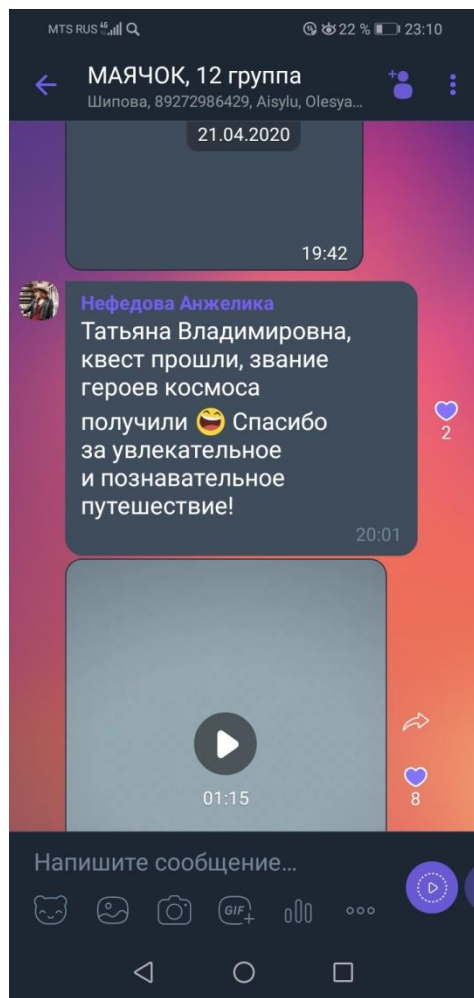 MTS RUS 4G 22 % 23:10
МАЯЧОК, 12 группа
Шипова, 89272986429, Aisylu, Olesya...
21.04.2020
19:42
Нефедова Анжелика
Татьяна Владимировна,
квест прошли, звание
героев космоса
получили 😆 Спасибо
за увлекательное
и познавательное
путешествие!
20:01
2
01:15
8
Напишите сообщение...
GIF